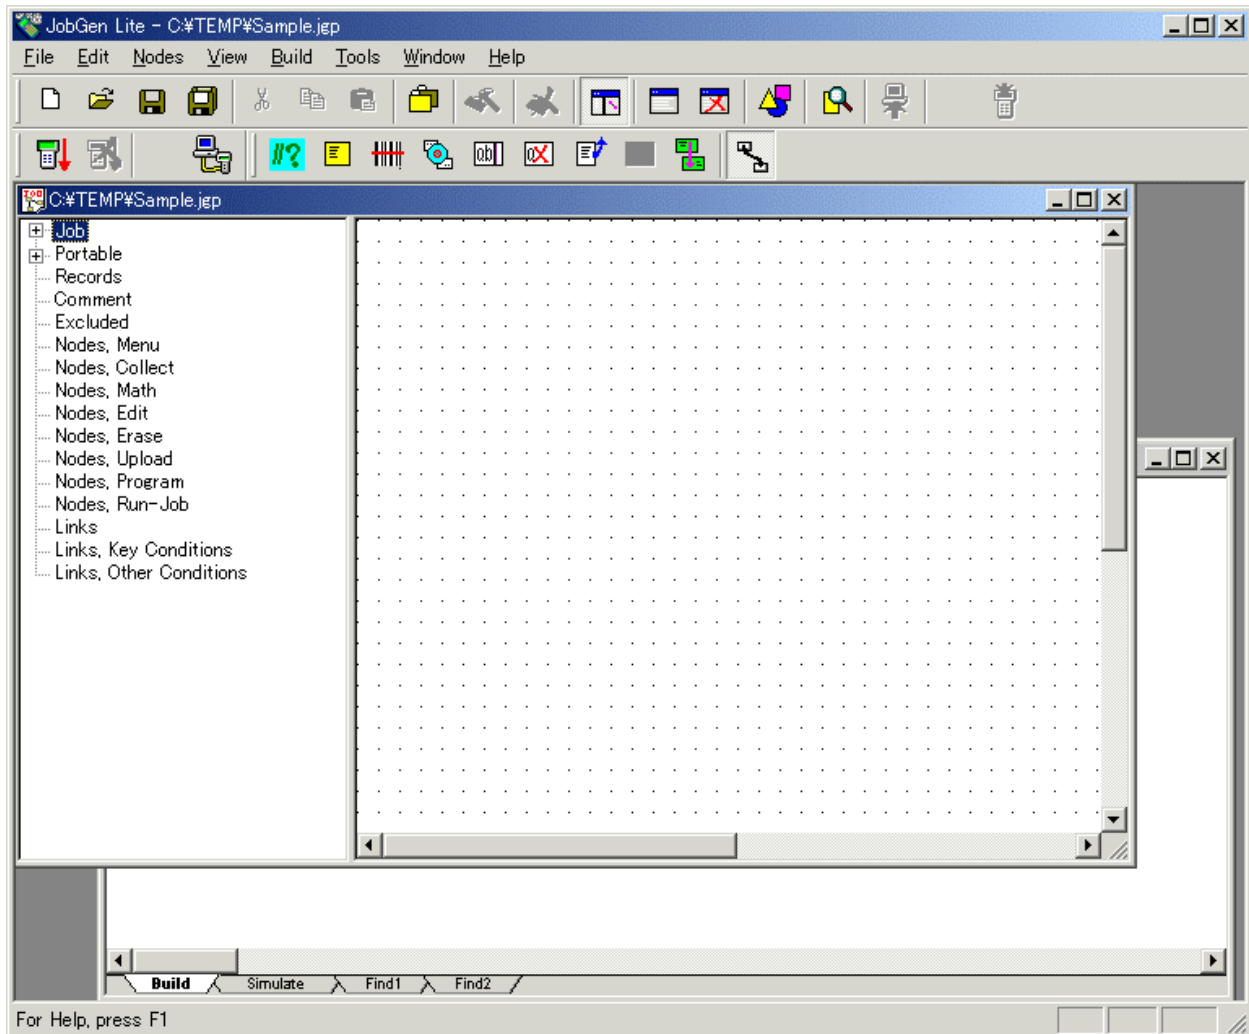 JobGen Lite - C:¥TEMP¥Sample.jgp
File Edit Nodes View Build Tools Window Help
//?
ab
C:¥TEMP¥Sample.jgp
Job
Portable
Records
Comment
Excluded
Nodes, Menu
Nodes, Collect
Nodes, Math
Nodes, Edit
Nodes, Erase
Nodes, Upload
Nodes, Program
Nodes, Run-Job
Links
Links, Key Conditions
Links, Other Conditions
Build Simulate Find1 Find2
For Help, press F1